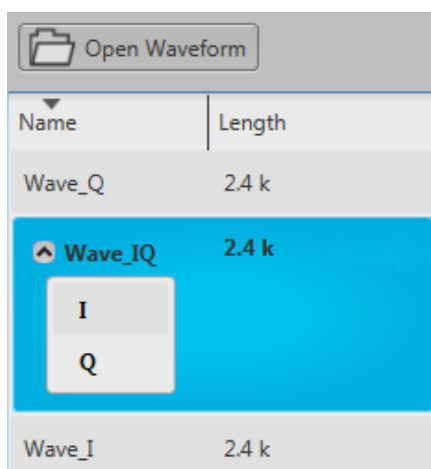 Open Waveform
Name Length
Wave_Q 2.4 k
Wave_IQ 2.4 k
I
Q
Wave_I 2.4 k